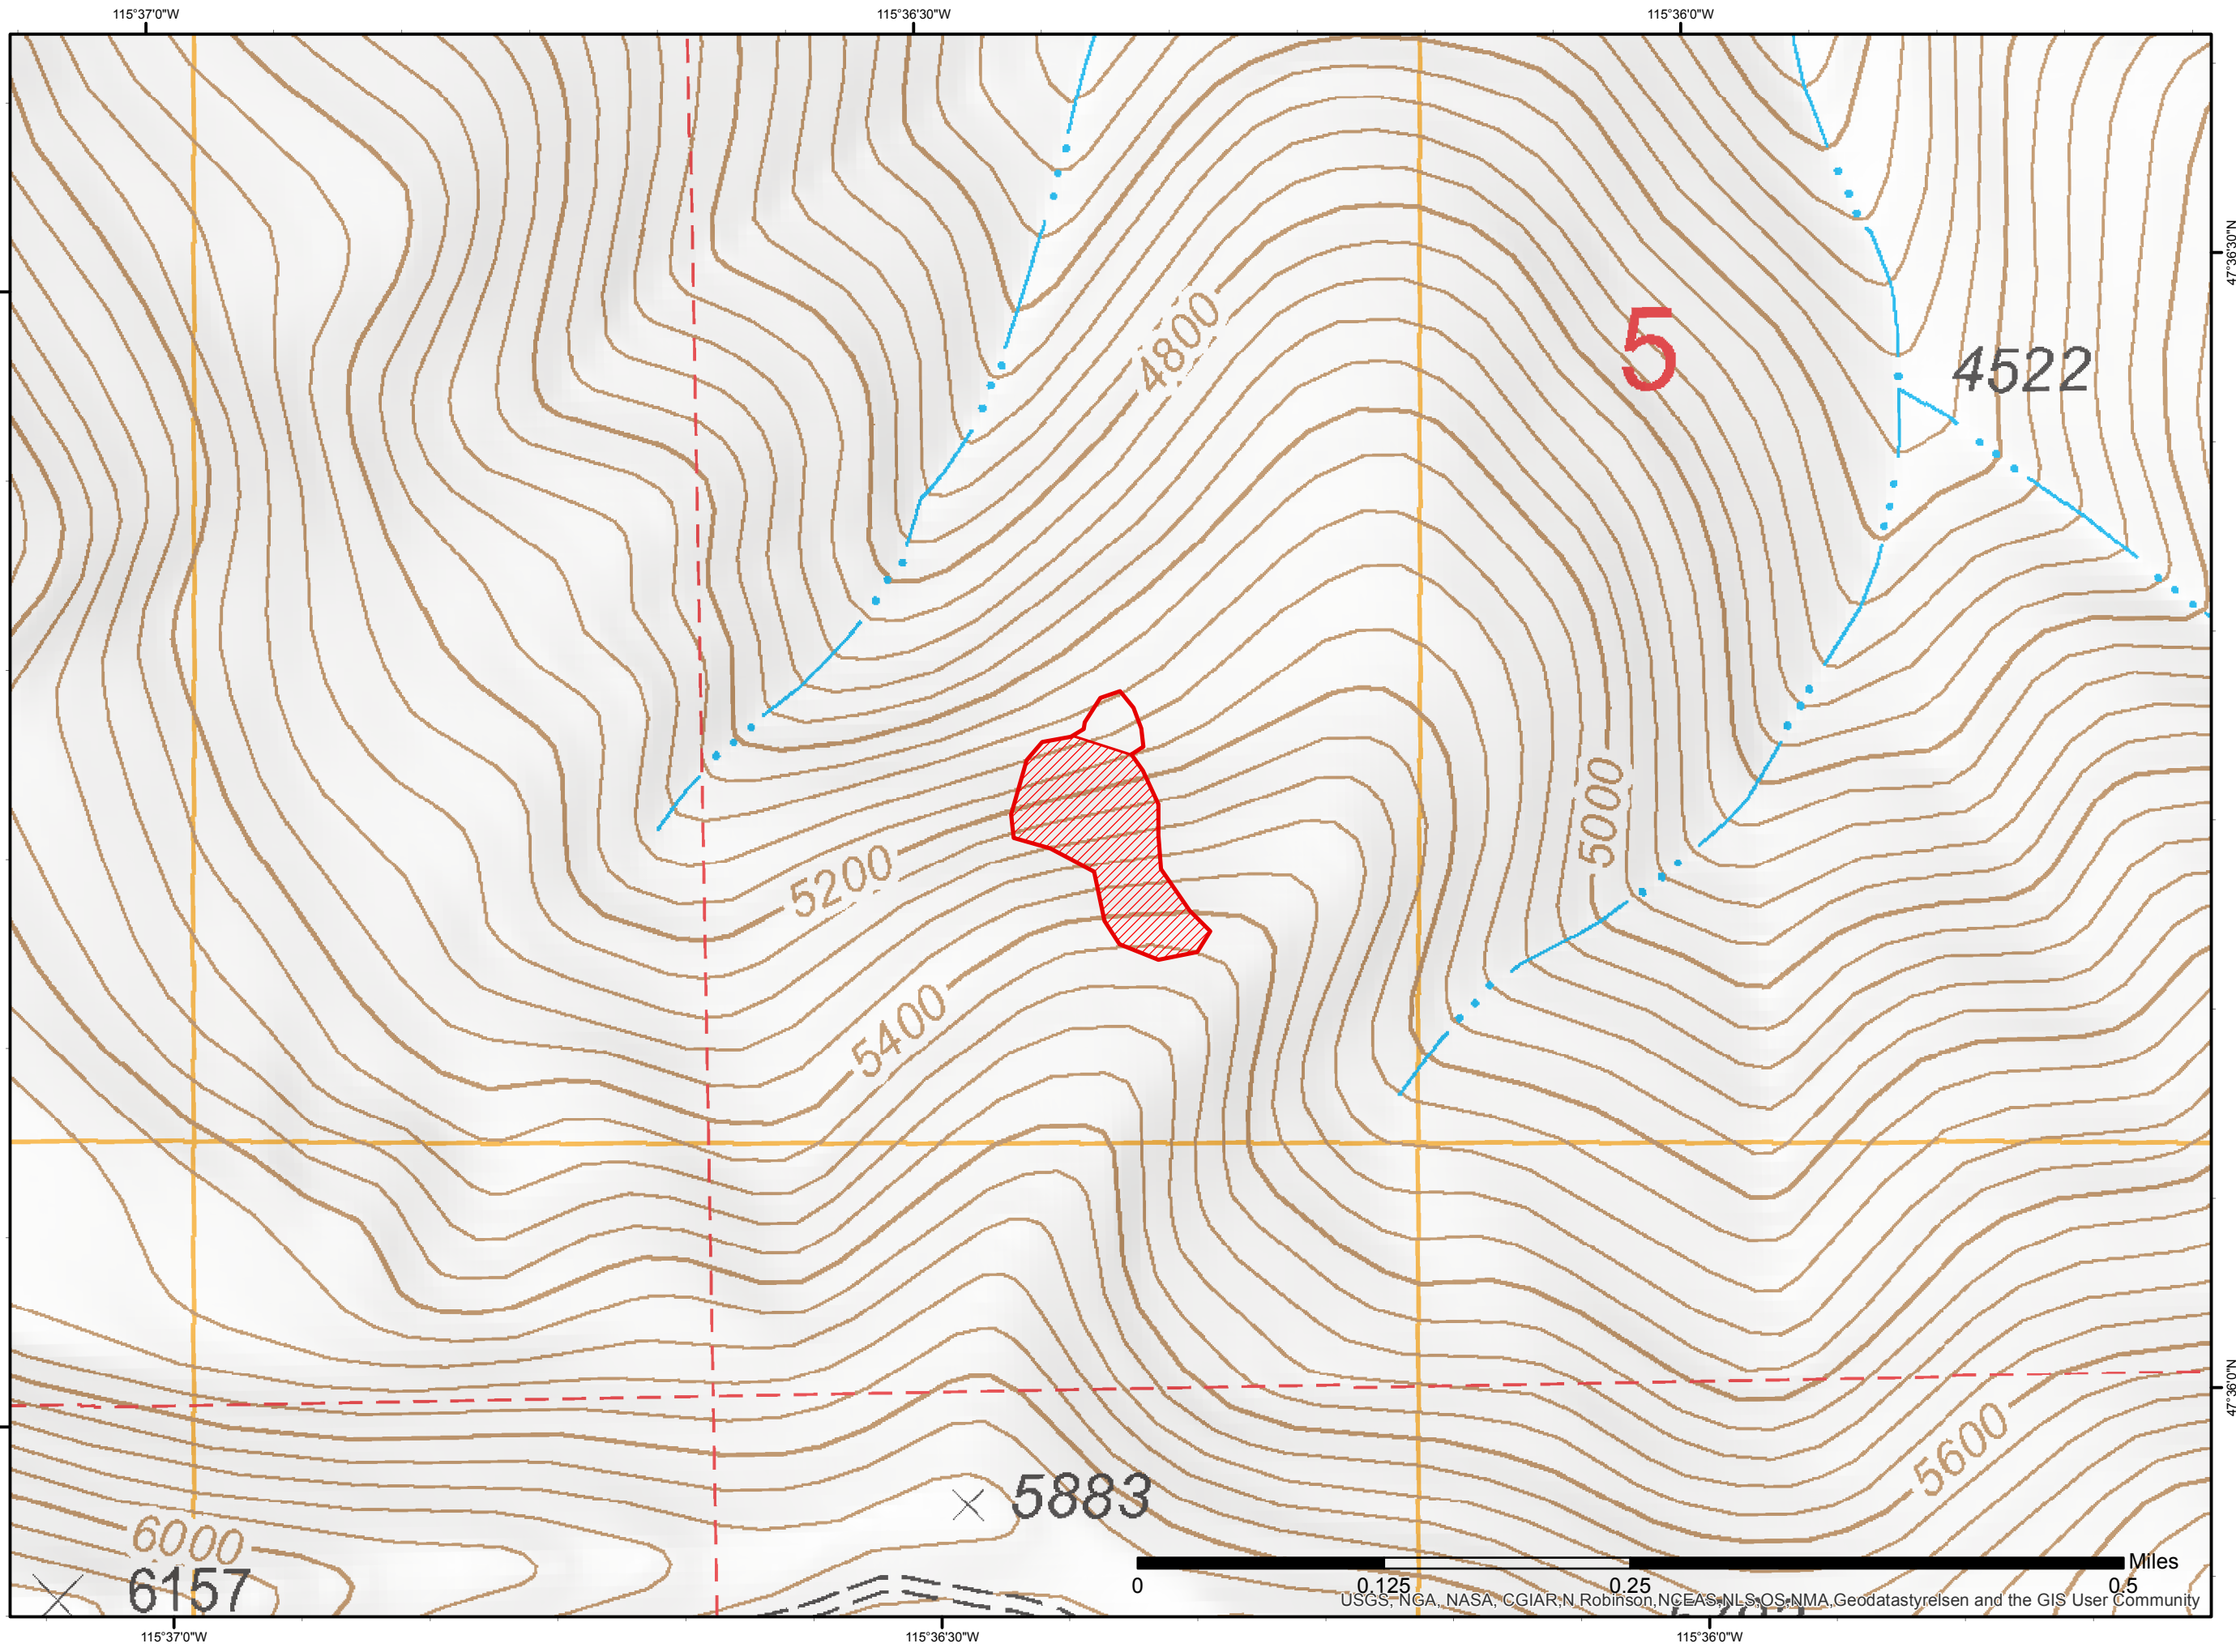 115°37'0"W 115°36'30"W 115°36'0"W
47°36'30"N
4800
5
4522
5000
5200
5400
47°36'0"N
5600
5883
6000
6157
Miles
0 0.125 0.25 0.5
USGS, NGA, NASA, CGIAR,N Robinson,NCEAS,NLS,OS,NMA,Geodatastyrelsen and the GIS User Community
115°37'0"W 115°36'30"W 115°36'0"W